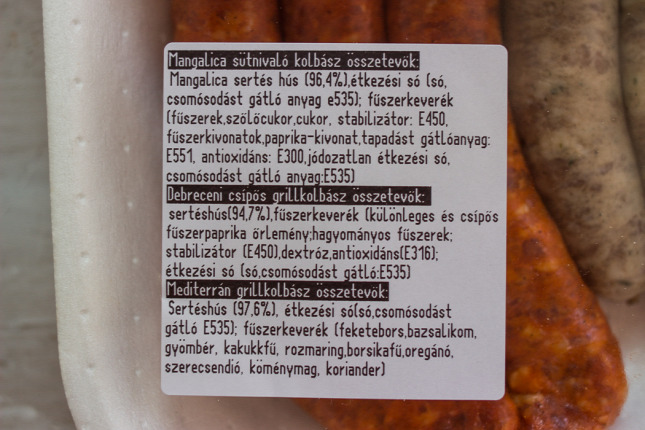 Mangalica sütnivaló kolbász összetevők:
Mangalica sertés hús (96,4%),étkezési só (só,
csomósodást gátló anyag e535); fűszerkeverék
(fűszerek,szőlőcukor,cukor, stabilizátor: E450,
fűszerkivonatok,paprika-kivonat,tapadást gátlóanyag:
E551, antioxidáns: E300,jódozatlan étkezési só,
csomósodást gátló anyag:E535)
Debreceni csípős grillkolbász összetevők:
sertéshús(94,7%),fűszerkeverék (különleges és csípős
fűszerpaprika őrlemény;hagyományos fűszerek;
stabilizátor (E450),dextróz,antioxidáns(E316);
étkezési só (só,csomósodást gátló:E535)
Mediterrán grillkolbász összetevők:
Sertéshús (97,6%), étkezési só(só,csomósodást
gátló E535); fűszerkeverék (feketebors,bazsalikom,
gyömbér, kakukkfű, rozmaring,borsikafű,oregánó,
szerecsendió, köménymag, koriander)